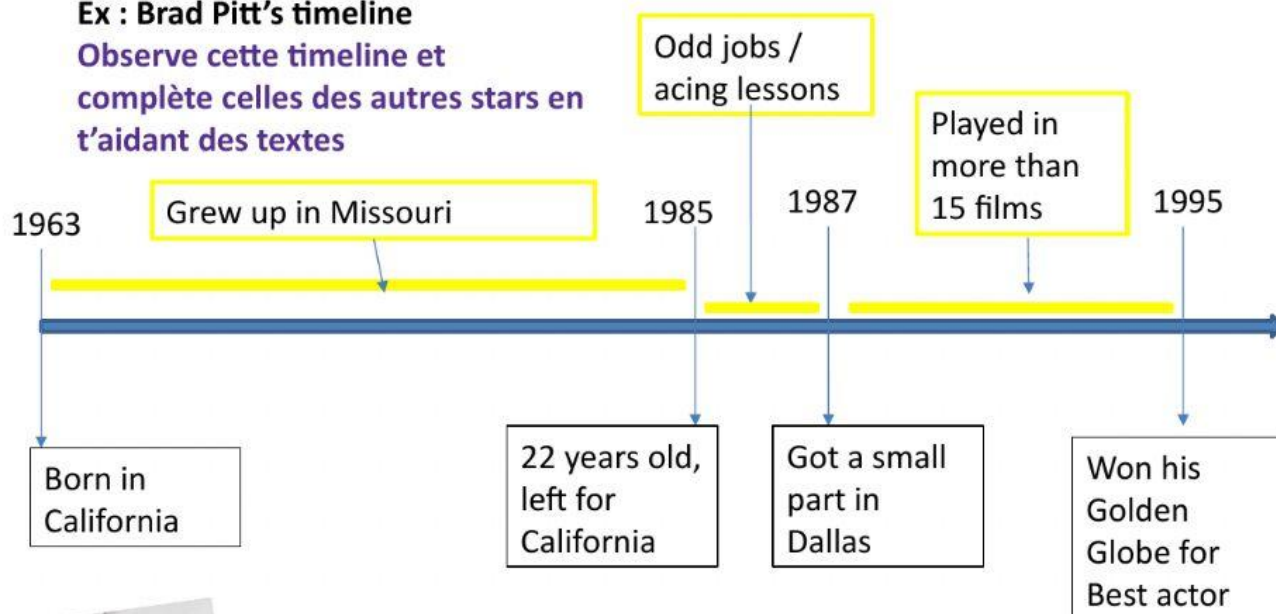 Ex : Brad Pitt's timeline
Observe cette timeline et
complète celles des autres stars en
t'aidant des textes
Odd jobs /
acing lessons
Played in
more than
15 films
1963
Grew up in Missouri
1985
1987
1995
Born in
California
22 years old,
left for
California
Got a small
part in
Dallas
Won his
Golden
Globe for
Best actor